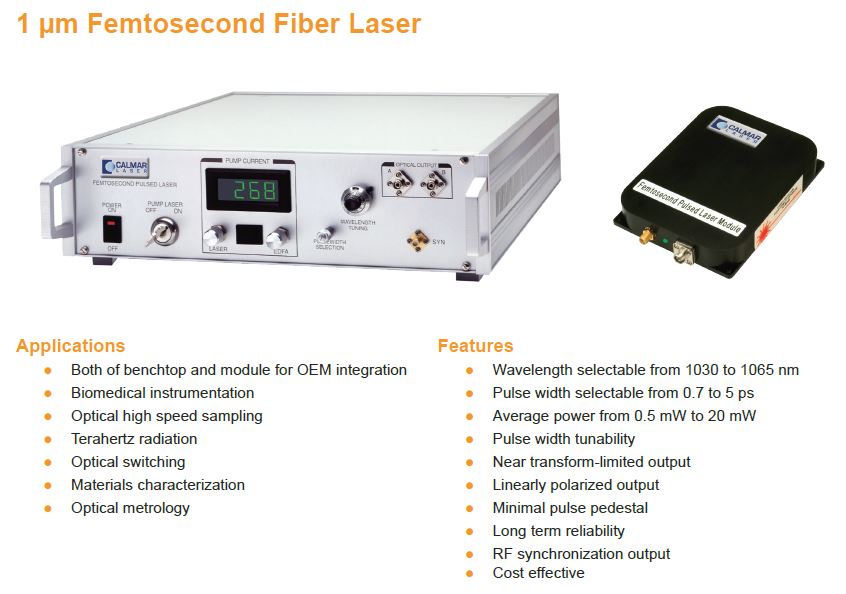 1 µm Femtosecond Fiber Laser
CALMAR
LASER
FEMTOSECOND PULSED LASER
POWER
ON
OFF
PUMP LASER
OFF ON
PUMP CURRENT
268
LASER
EDFA
PULSEWIDTH
SELECTION
WAVELENGTH
TUNING
OPTICAL OUTPUT
A B
SYN
CALMAR
LASER
Femtosecond Pulsed Laser Module
Applications
● Both of benchtop and module for OEM integration
● Biomedical instrumentation
● Optical high speed sampling
● Terahertz radiation
● Optical switching
● Materials characterization
● Optical metrology
Features
● Wavelength selectable from 1030 to 1065 nm
● Pulse width selectable from 0.7 to 5 ps
● Average power from 0.5 mW to 20 mW
● Pulse width tunability
● Near transform-limited output
● Linearly polarized output
● Minimal pulse pedestal
● Long term reliability
● RF synchronization output
● Cost effective